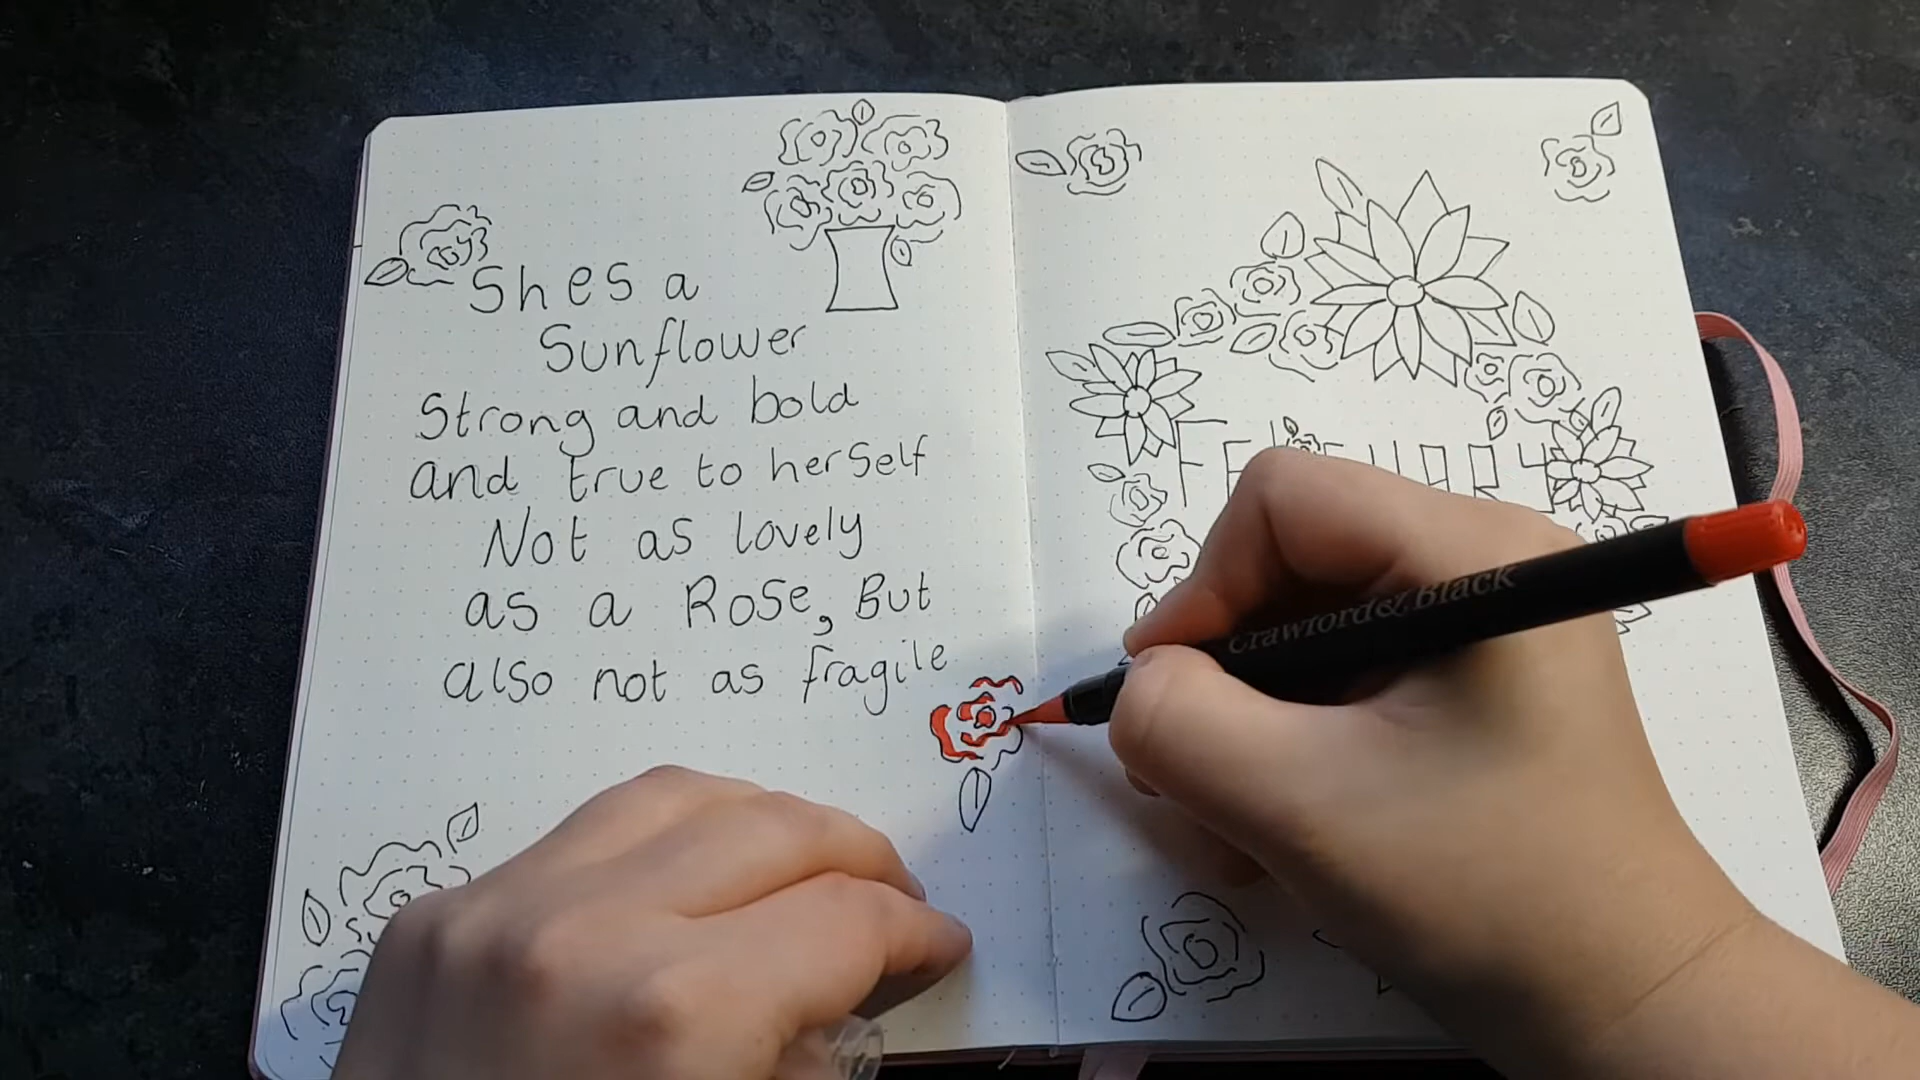 Shes a
Sunflower
Strong and bold
and true to herself
Not as lovely
as a Rose, But
also not as fragile
Crawford & Black